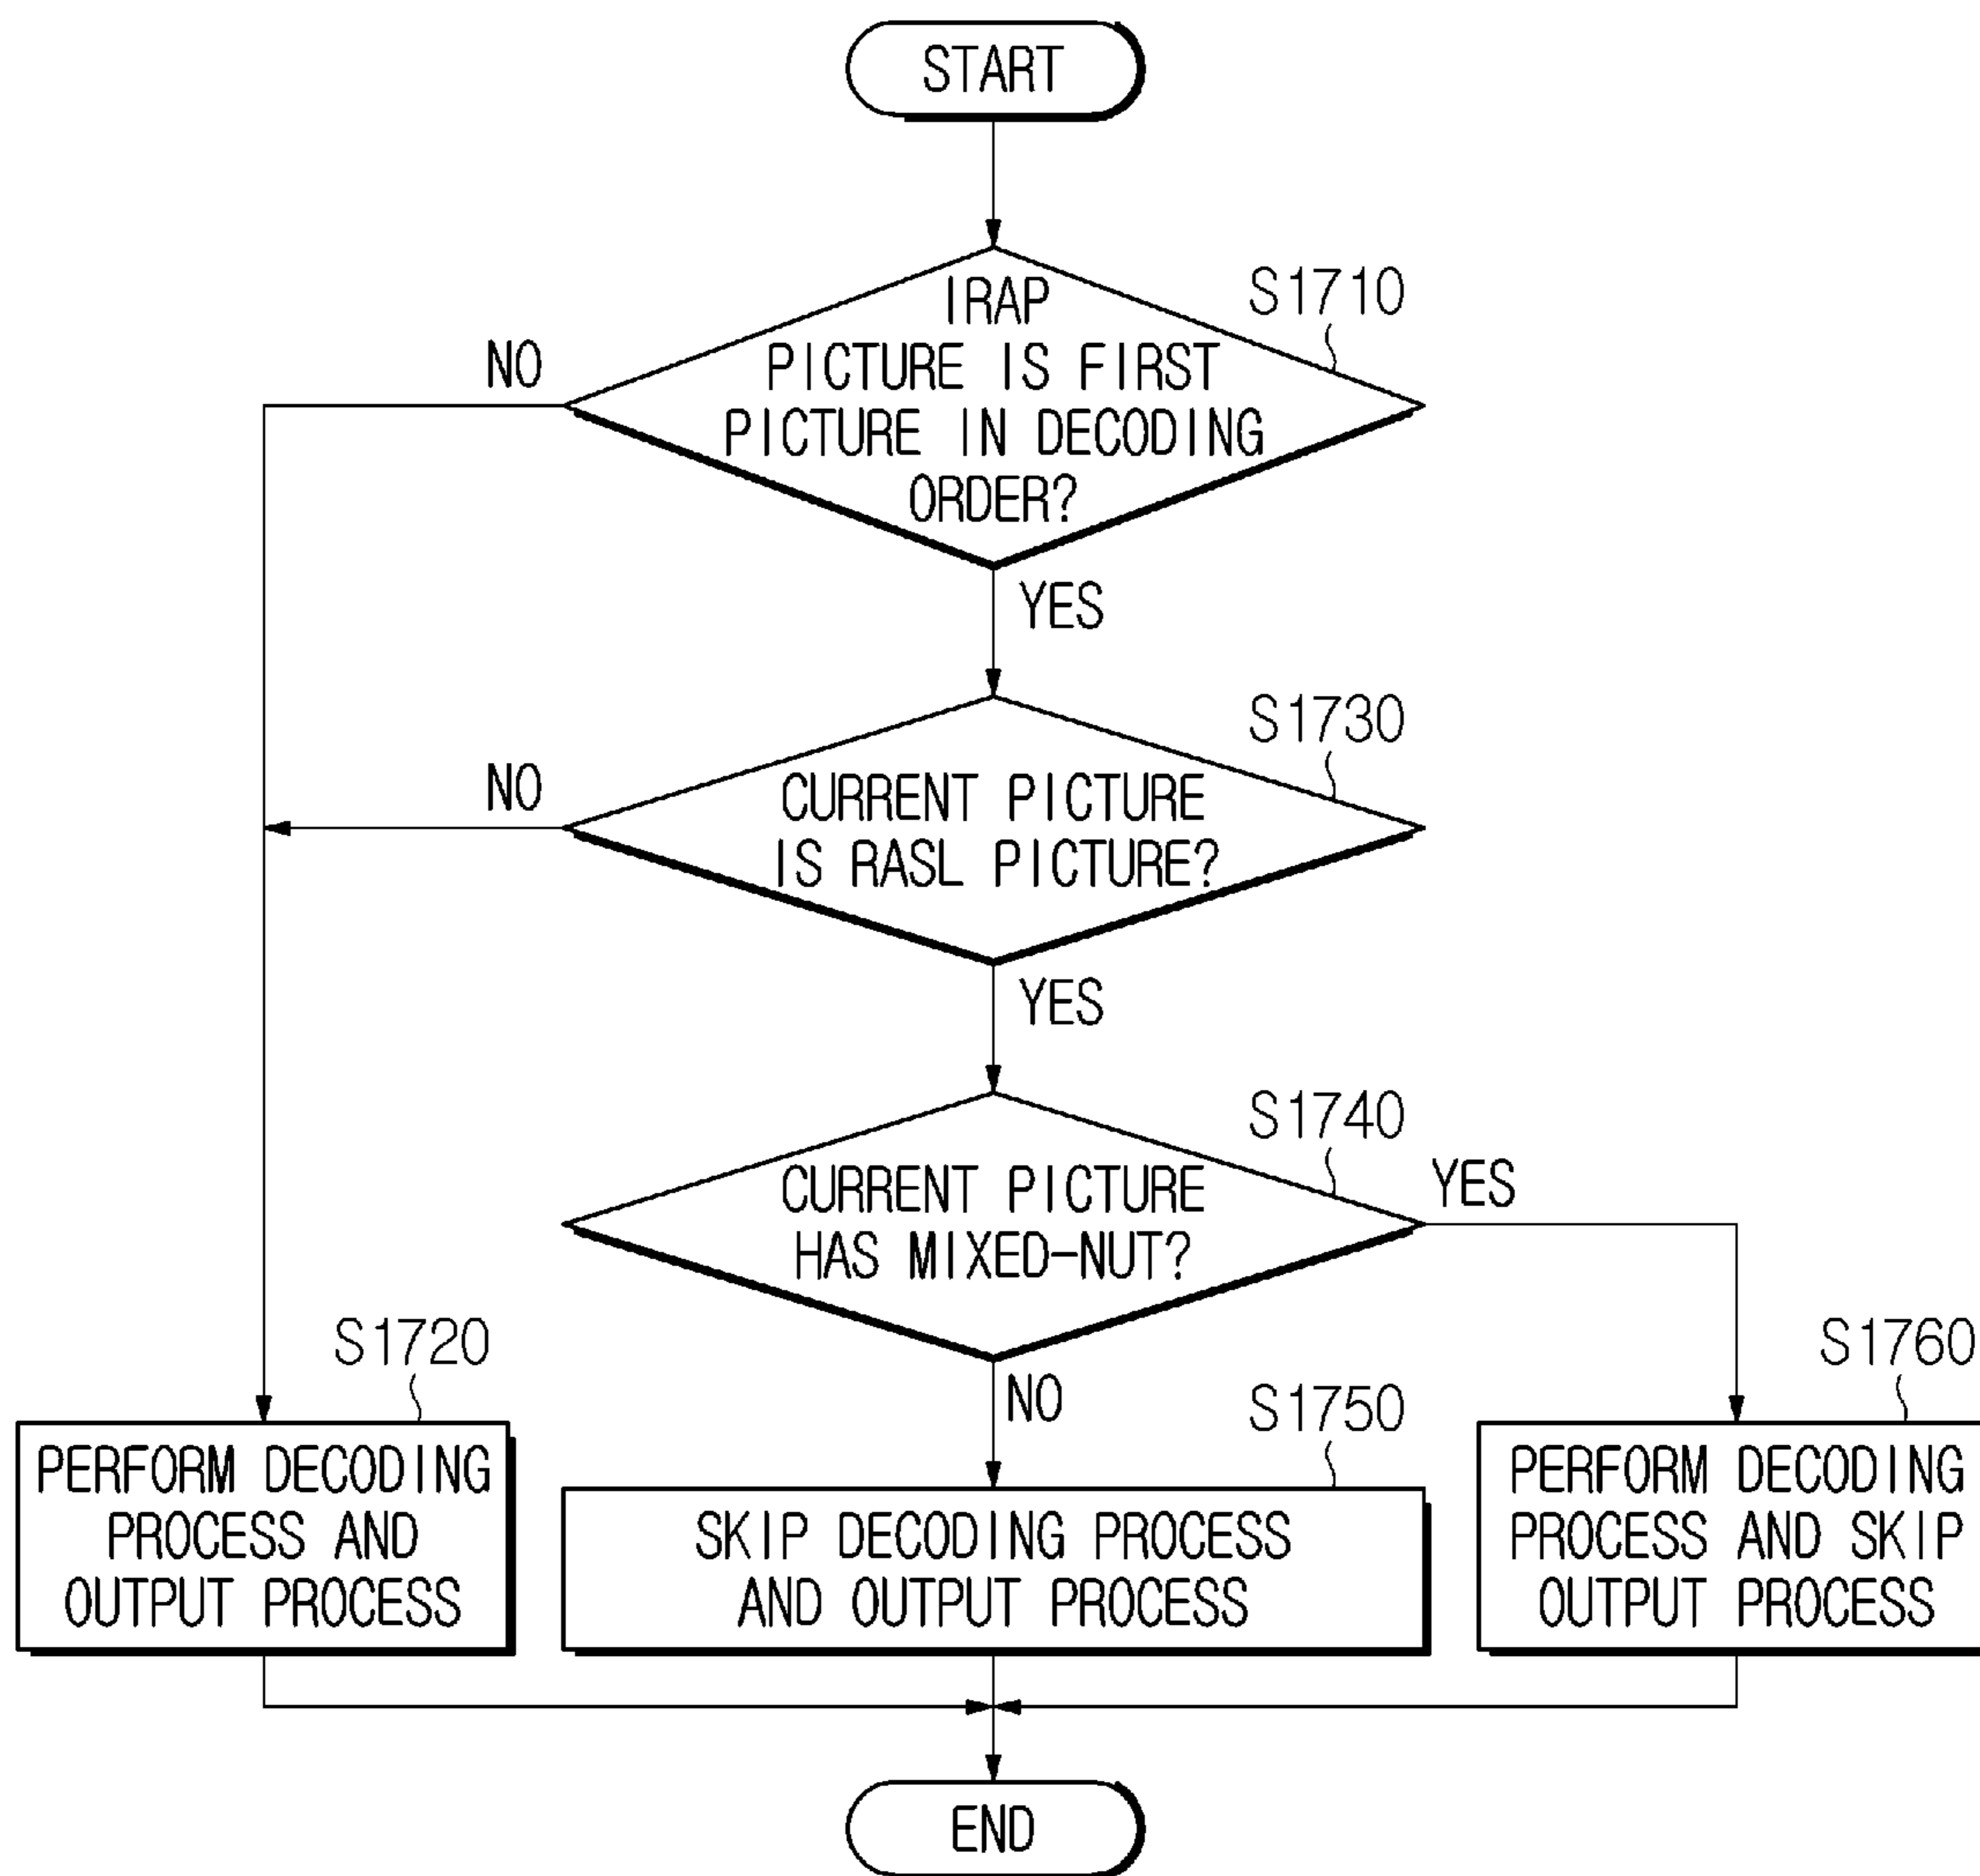 START
IRAP
PICTURE IS FIRST
PICTURE IN DECODING
ORDER?
S1710
NO
YES
CURRENT PICTURE
IS RASL PICTURE?
S1730
NO
YES
CURRENT PICTURE
HAS MIXED-NUT?
S1740
YES
NO
S1720
PERFORM DECODING
PROCESS AND
OUTPUT PROCESS
S1750
SKIP DECODING PROCESS
AND OUTPUT PROCESS
S1760
PERFORM DECODING
PROCESS AND SKIP
OUTPUT PROCESS
END